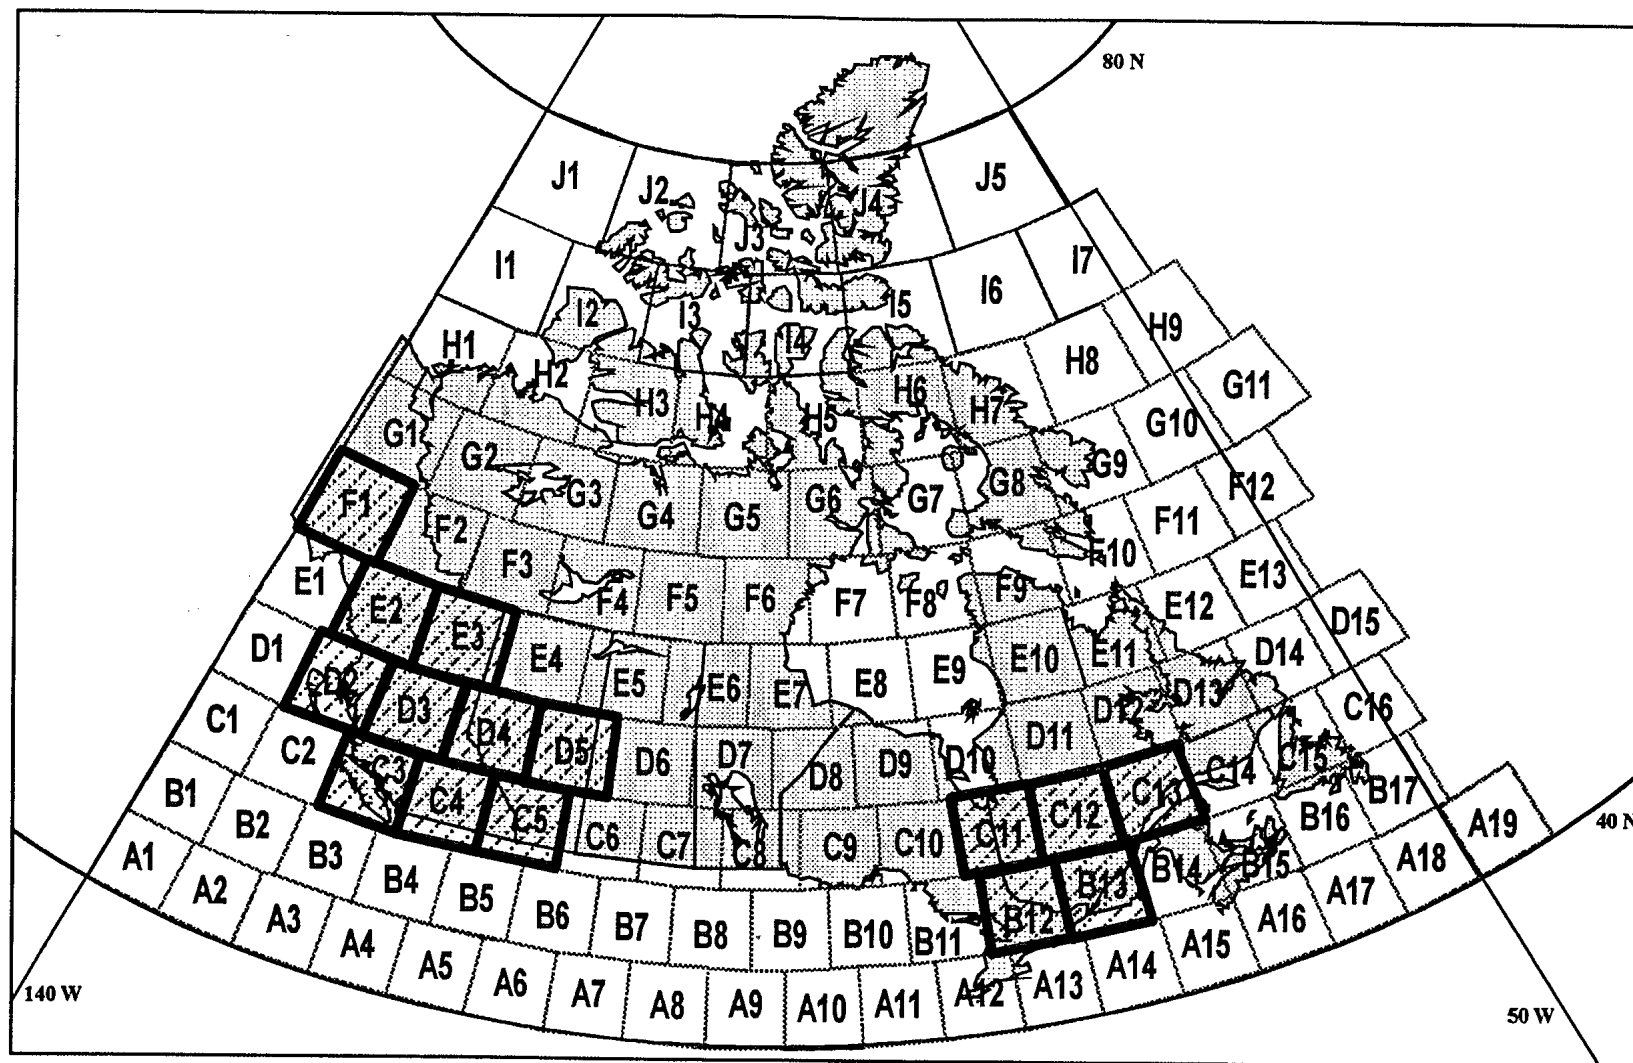 80 N
J1 J2 J3 J4 J5
I1 I2 I3 I4 I5 I6 I7
H1 H2 H3 H4 H5 H6 H7 H8 H9
G1 G2 G3 G4 G5 G6 G7 G8 G9 G10 G11
F1 F2 F3 F4 F5 F6 F7 F8 F9 F10 F11 F12
E1 E2 E3 E4 E5 E6 E7 E8 E9 E10 E11 E12 E13
D1 D2 D3 D4 D5 D6 D7 D8 D9 D10 D11 D12 D13 D14 D15
C1 C2 C3 C4 C5 C6 C7 C8 C9 C10 C11 C12 C13 C14 C15 C16
B1 B2 B3 B4 B5 B6 B7 B8 B9 B10 B11 B12 B13 B14 B15 B16 B17
A1 A2 A3 A4 A5 A6 A7 A8 A9 A10 A11 A12 A13 A14 A15 A16 A17 A18 A19
40 N
140 W
50 W